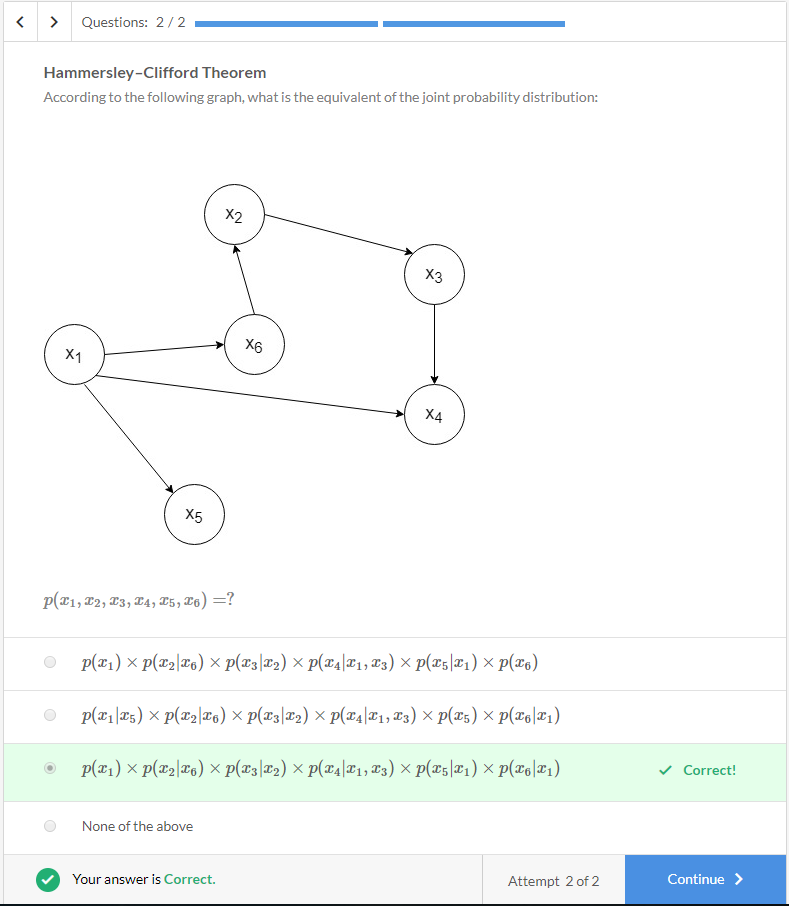 Questions: 2 / 2
Hammersley–Clifford Theorem
According to the following graph, what is the equivalent of the joint probability distribution:
x2
x3
x6
x1
x4
x5
p(x1, x2, x3, x4, x5, x6) =?
p(x1) × p(x2|x6) × p(x3|x2) × p(x4|x1, x3) × p(x5|x1) × p(x6)
p(x1|x5) × p(x2|x6) × p(x3|x2) × p(x4|x1, x3) × p(x5) × p(x6|x1)
p(x1) × p(x2|x6) × p(x3|x2) × p(x4|x1, x3) × p(x5|x1) × p(x6|x1) Correct!
None of the above
Your answer is Correct. Attempt 2 of 2 Continue